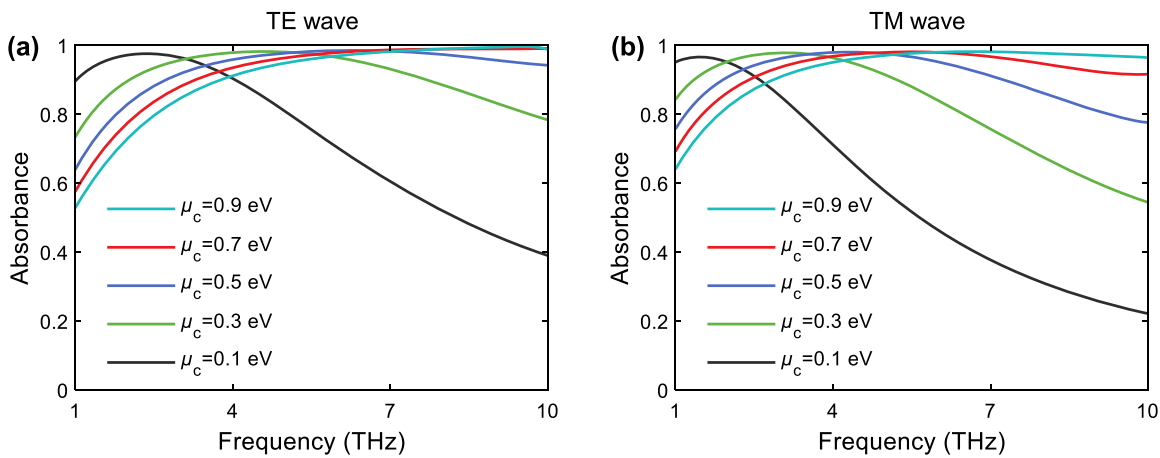 TE wave
(a)
1
0.8
0.6
0.4
0.2
0
Absorbance
μc=0.9 eV
μc=0.7 eV
μc=0.5 eV
μc=0.3 eV
μc=0.1 eV
1 4 7 10
Frequency (THz)
TM wave
(b)
1
0.8
0.6
0.4
0.2
0
Absorbance
μc=0.9 eV
μc=0.7 eV
μc=0.5 eV
μc=0.3 eV
μc=0.1 eV
1 4 7 10
Frequency (THz)